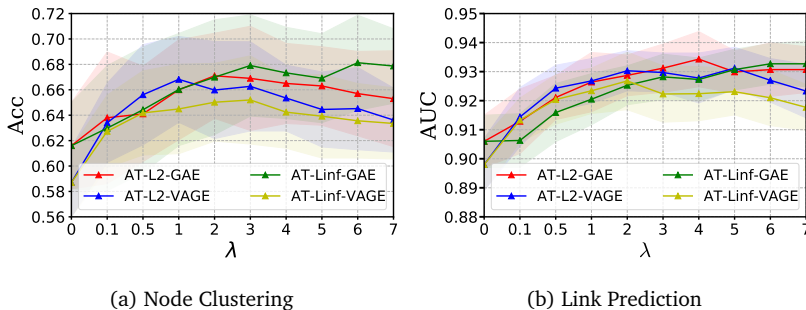 0.72
0.70
0.68
0.66
0.64
0.62
0.60
0.58
0.56
Acc
AT-L2-GAE
AT-L2-VAGE
AT-Linf-GAE
AT-Linf-VAGE
0 0.1 0.5 1 2 3 4 5 6 7
λ
(a) Node Clustering
0.95
0.94
0.93
0.92
0.91
0.90
0.89
0.88
AUC
AT-L2-GAE
AT-L2-VAGE
AT-Linf-GAE
AT-Linf-VAGE
0 0.1 0.5 1 2 3 4 5 6 7
λ
(b) Link Prediction